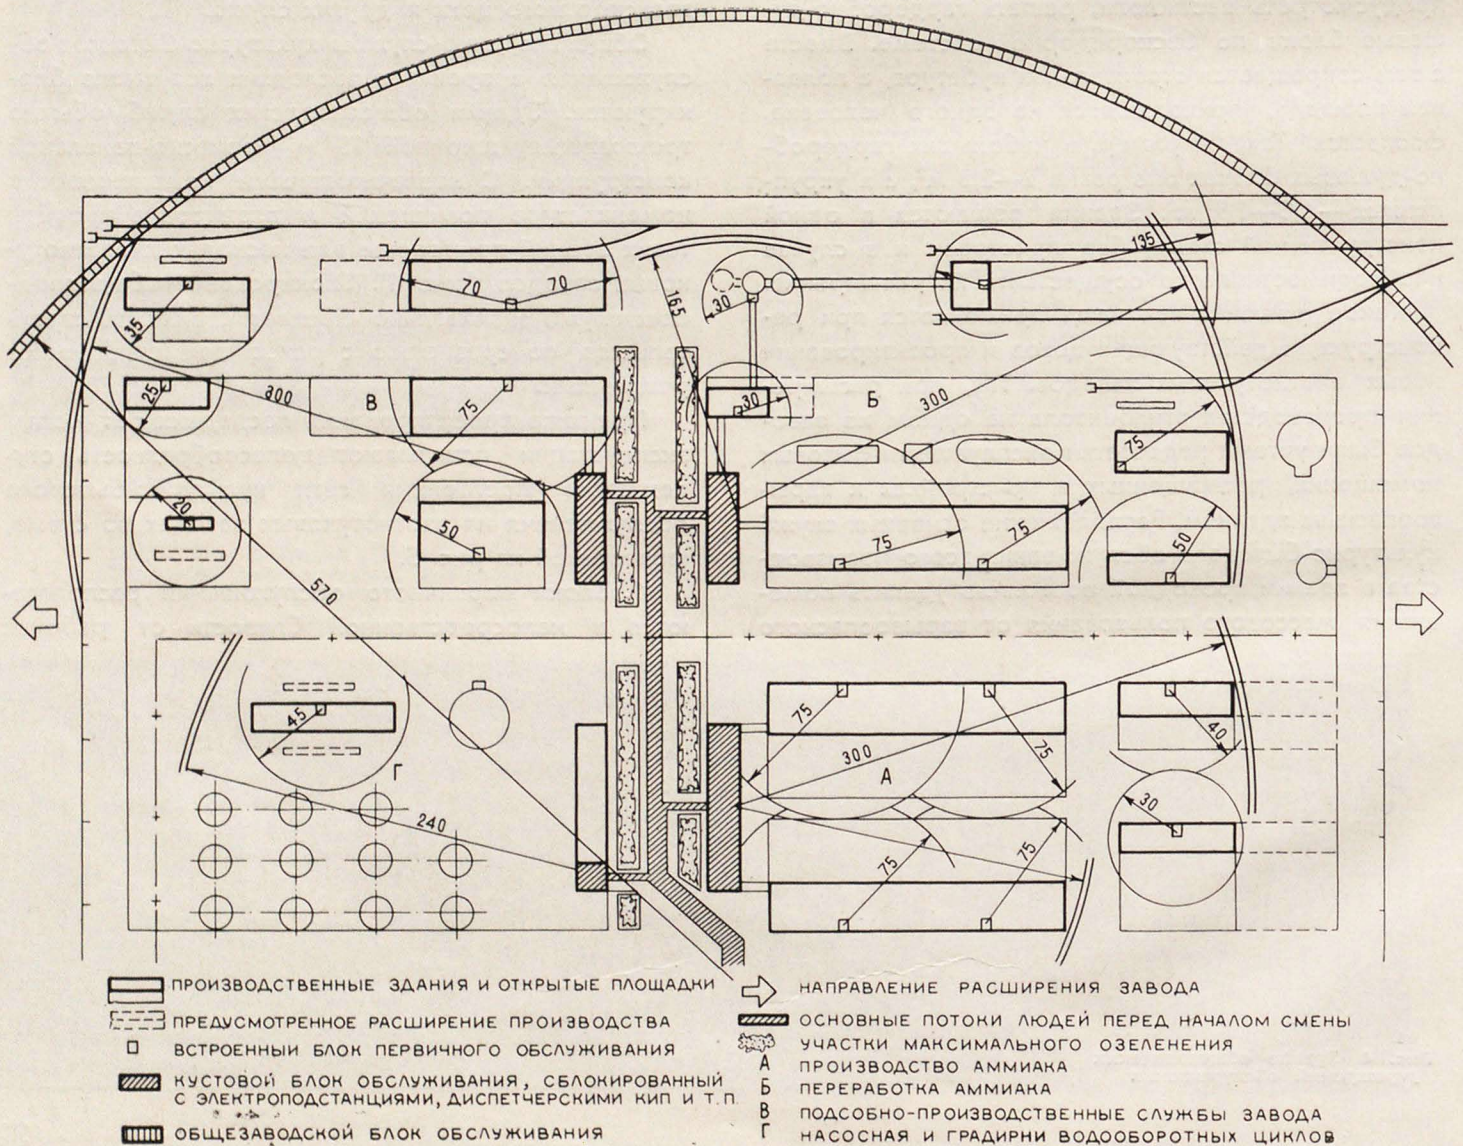 135
70
70
165
30
35
25
300
В
75
30
Б
300
75
20
50
75
75
50
570
45
75
300
А
75
40
Г
30
240
75
75
ПРОИЗВОДСТВЕННЫЕ ЗДАНИЯ И ОТКРЫТЫЕ ПЛОЩАДКИ
ПРЕДУСМОТРЕННОЕ РАСШИРЕНИЕ ПРОИЗВОДСТВА
ВСТРОЕННЫЙ БЛОК ПЕРВИЧНОГО ОБСЛУЖИВАНИЯ
КУСТОВОЙ БЛОК ОБСЛУЖИВАНИЯ, СБЛОКИРОВАННЫЙ
С ЭЛЕКТРОПОДСТАНЦИЯМИ, ДИСПЕТЧЕРСКИМИ КИП И Т.П.
ОБЩЕЗАВОДСКОЙ БЛОК ОБСЛУЖИВАНИЯ
НАПРАВЛЕНИЕ РАСШИРЕНИЯ ЗАВОДА
ОСНОВНЫЕ ПОТОКИ ЛЮДЕЙ ПЕРЕД НАЧАЛОМ СМЕНЫ
УЧАСТКИ МАКСИМАЛЬНОГО ОЗЕЛЕНЕНИЯ
А ПРОИЗВОДСТВО АММИАКА
Б ПЕРЕРАБОТКА АММИАКА
В ПОДСОБНО-ПРОИЗВОДСТВЕННЫЕ СЛУЖБЫ ЗАВОДА
Г НАСОСНАЯ И ГРАДИРНИ ВОДООБОРОТНЫХ ЦИКЛОВ